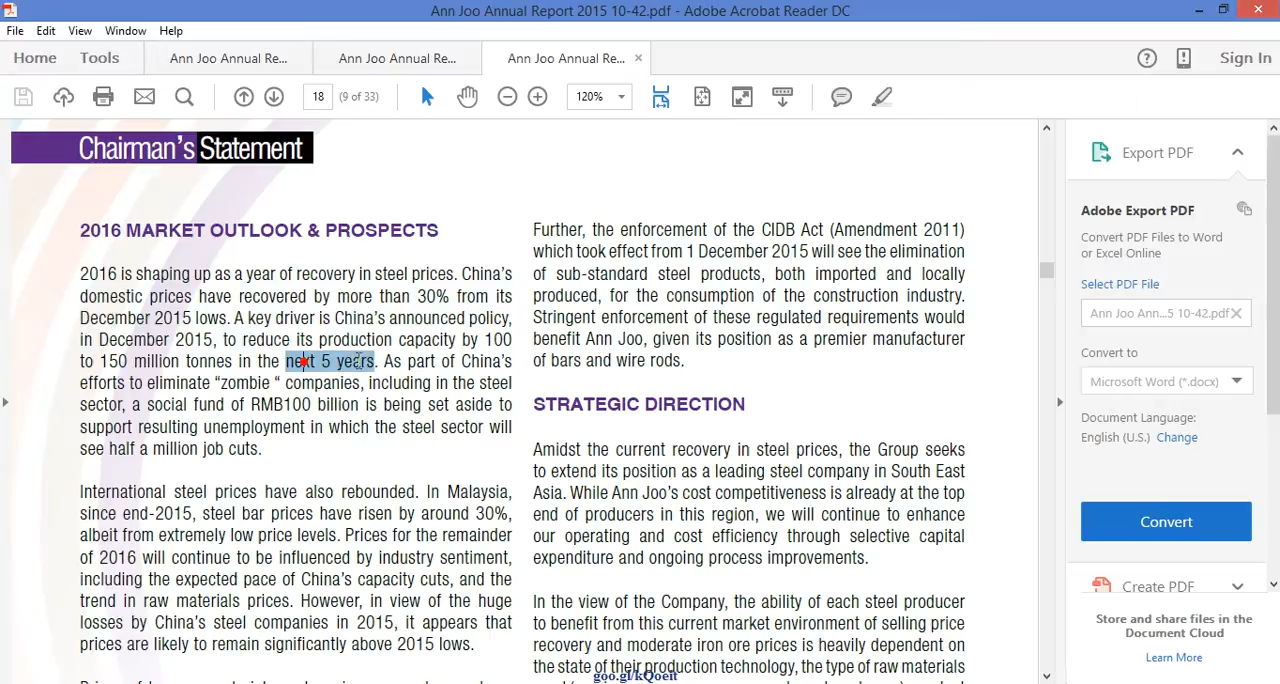 Ann Joo Annual Report 2015 10-42.pdf - Adobe Acrobat Reader DC
File Edit View Window Help
Home Tools Ann Joo Annual Re... Ann Joo Annual Re... Ann Joo Annual Re... Sign In
18 (9 of 33) 120%
Chairman's Statement
2016 MARKET OUTLOOK & PROSPECTS
2016 is shaping up as a year of recovery in steel prices. China's
domestic prices have recovered by more than 30% from its
December 2015 lows. A key driver is China's announced policy,
in December 2015, to reduce its production capacity by 100
to 150 million tonnes in the next 5 years. As part of China's
efforts to eliminate “zombie “ companies, including in the steel
sector, a social fund of RMB100 billion is being set aside to
support resulting unemployment in which the steel sector will
see half a million job cuts.
International steel prices have also rebounded. In Malaysia,
since end-2015, steel bar prices have risen by around 30%,
albeit from extremely low price levels. Prices for the remainder
of 2016 will continue to be influenced by industry sentiment,
including the expected pace of China's capacity cuts, and the
trend in raw materials prices. However, in view of the huge
losses by China's steel companies in 2015, it appears that
prices are likely to remain significantly above 2015 lows.
Further, the enforcement of the CIDB Act (Amendment 2011)
which took effect from 1 December 2015 will see the elimination
of sub-standard steel products, both imported and locally
produced, for the consumption of the construction industry.
Stringent enforcement of these regulated requirements would
benefit Ann Joo, given its position as a premier manufacturer
of bars and wire rods.
STRATEGIC DIRECTION
Amidst the current recovery in steel prices, the Group seeks
to extend its position as a leading steel company in South East
Asia. While Ann Joo's cost competitiveness is already at the top
end of producers in this region, we will continue to enhance
our operating and cost efficiency through selective capital
expenditure and ongoing process improvements.
In the view of the Company, the ability of each steel producer
to benefit from this current market environment of selling price
recovery and moderate iron ore prices is heavily dependent on
the state of their production technology, the type of raw materials
goo.gl/kQoeit
Export PDF
Adobe Export PDF
Convert PDF Files to Word
or Excel Online
Select PDF File
Ann Joo Ann...5 10-42.pdf
Convert to
Microsoft Word (*.docx)
Document Language:
English (U.S.) Change
Convert
Create PDF
Store and share files in the
Document Cloud
Learn More